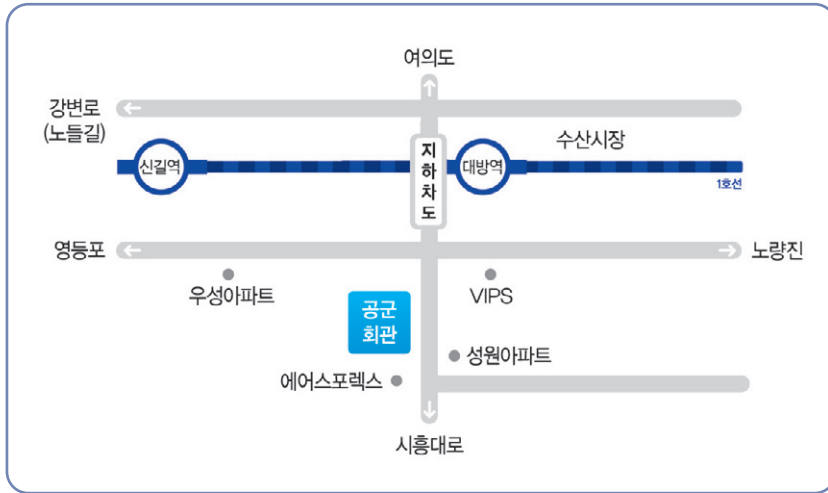 여의도
강변로
(노들길)
수산시장
신길역
지
하
차
도
대방역
1호선
영등포
노량진
우성아파트
VIPS
공군
회관
성원아파트
에어스포렉스
시흥대로